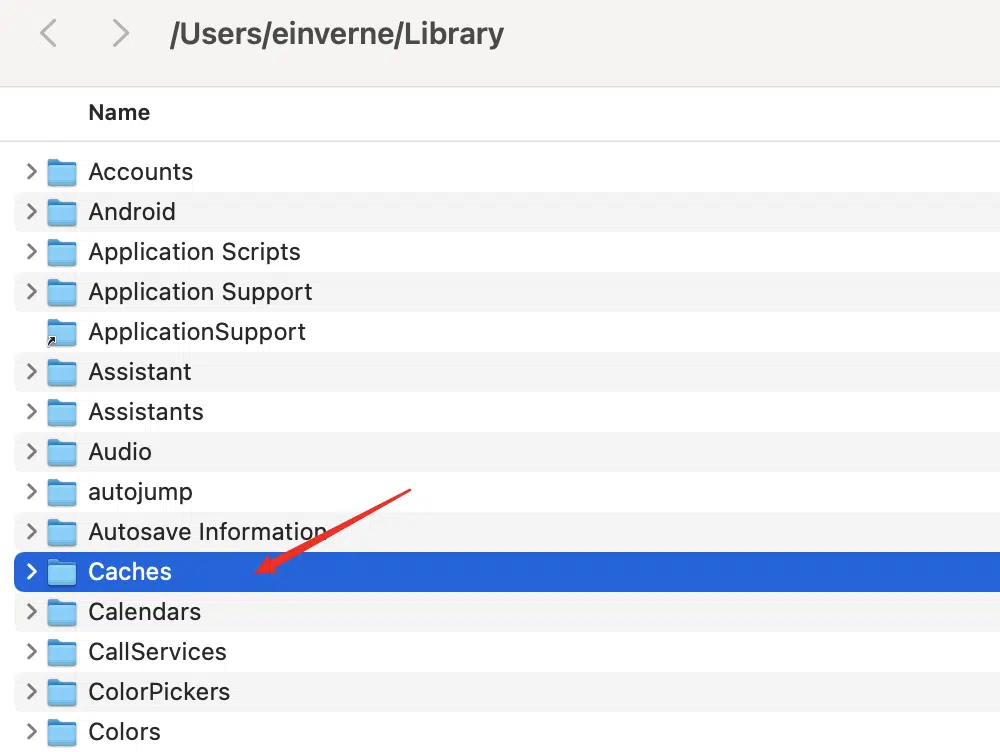 /Users/einverne/Library
Name
Accounts
Android
Application Scripts
Application Support
ApplicationSupport
Assistant
Assistants
Audio
autojump
Autosave Information
Caches
Calendars
CallServices
ColorPickers
Colors